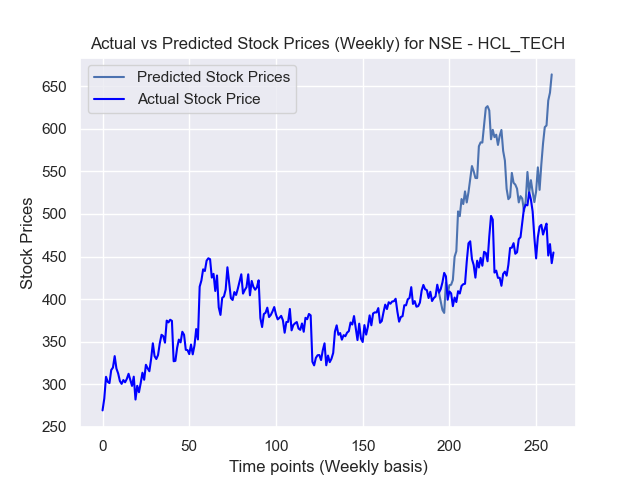 Actual vs Predicted Stock Prices (Weekly) for NSE - HCL_TECH
Predicted Stock Prices
Actual Stock Price
Stock Prices
650
600
550
500
450
400
350
300
250
0 50 100 150 200 250
Time points (Weekly basis)